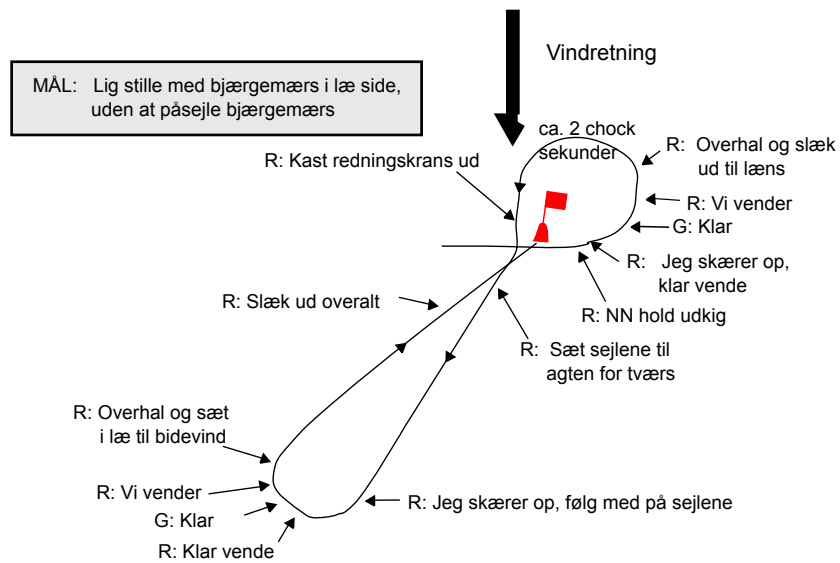 Vindretning
MÅL: Lig stille med bjærgemærs i læ side,
uden at påsejle bjærgemærs
ca. 2 chock
sekunder
R: Kast redningskrans ud
R: Overhal og slæk
ud til læns
R: Vi vender
G: Klar
R: Jeg skærer op,
klar vende
R: NN hold udkig
R: Slæk ud overalt
R: Sæt sejlene til
agten for tværs
R: Overhal og sæt
i læ til bidevind
R: Vi vender
G: Klar
R: Klar vende
R: Jeg skærer op, følg med på sejlene